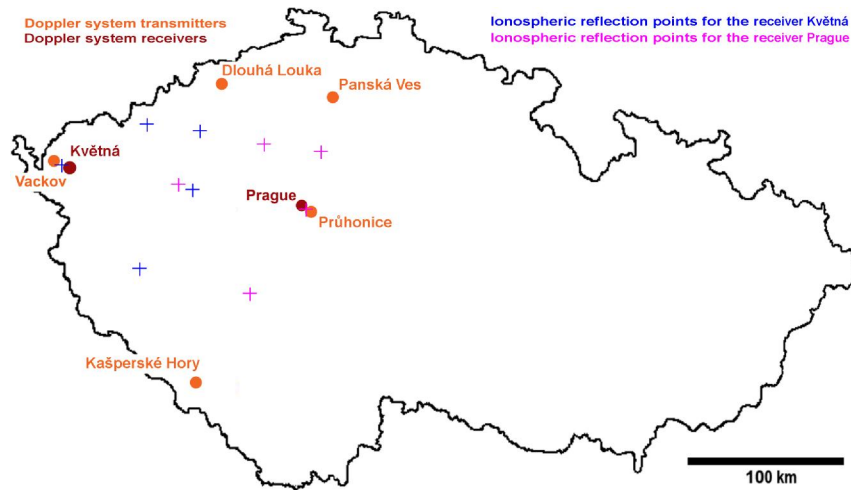 Doppler system transmitters
Doppler system receivers
Ionospheric reflection points for the receiver Květná
Ionospheric reflection points for the receiver Prague
Dlouhá Louka
Panská Ves
Květná
Vackov
Prague
Průhonice
Kašperské Hory
100 km